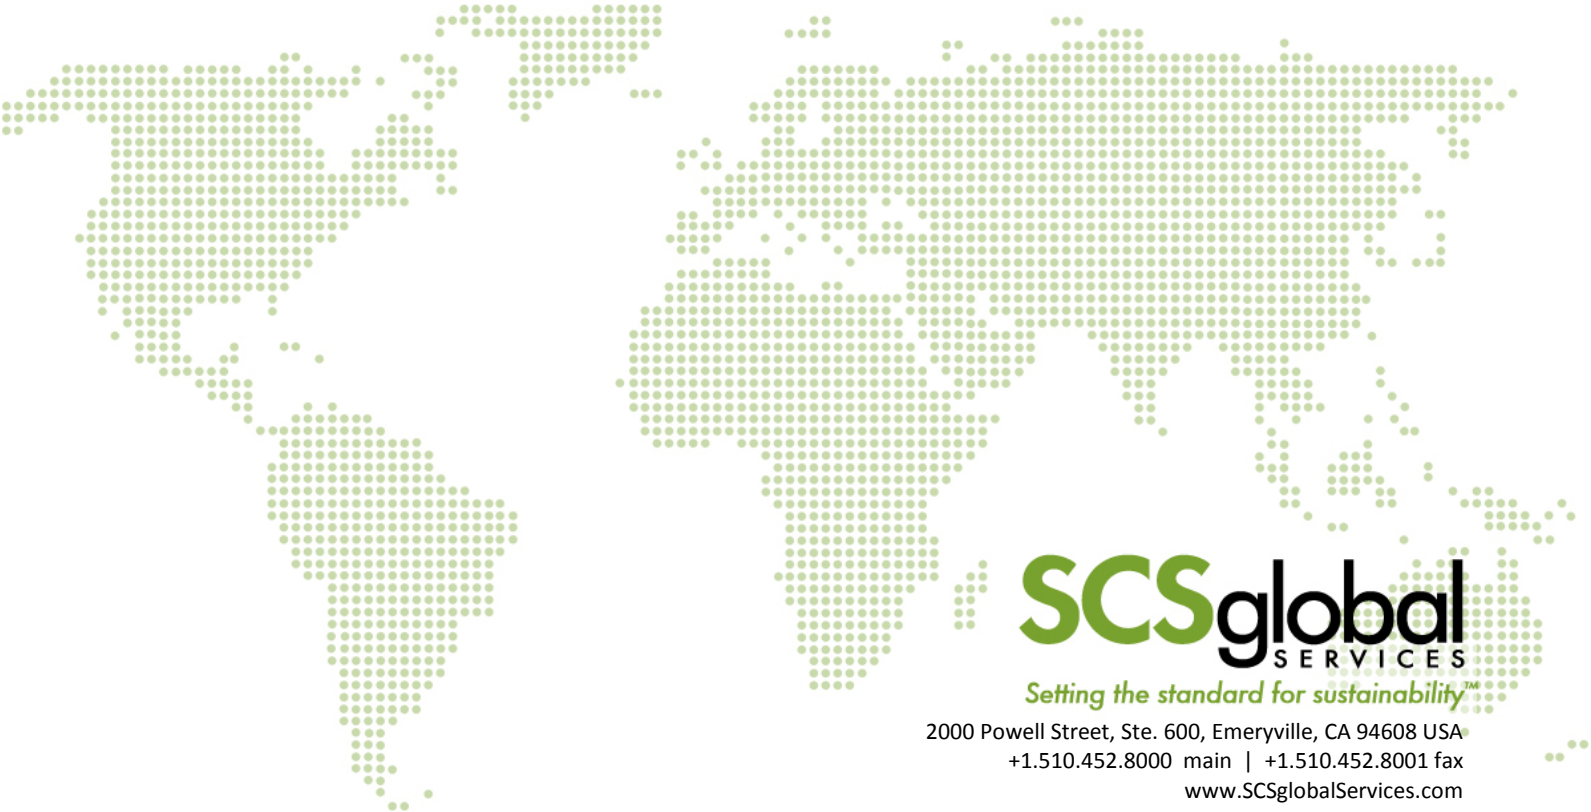 SCSglobal
SERVICES
Setting the standard for sustainability™
2000 Powell Street, Ste. 600, Emeryville, CA 94608 USA
+1.510.452.8000 main | +1.510.452.8001 fax
www.SCSglobalServices.com